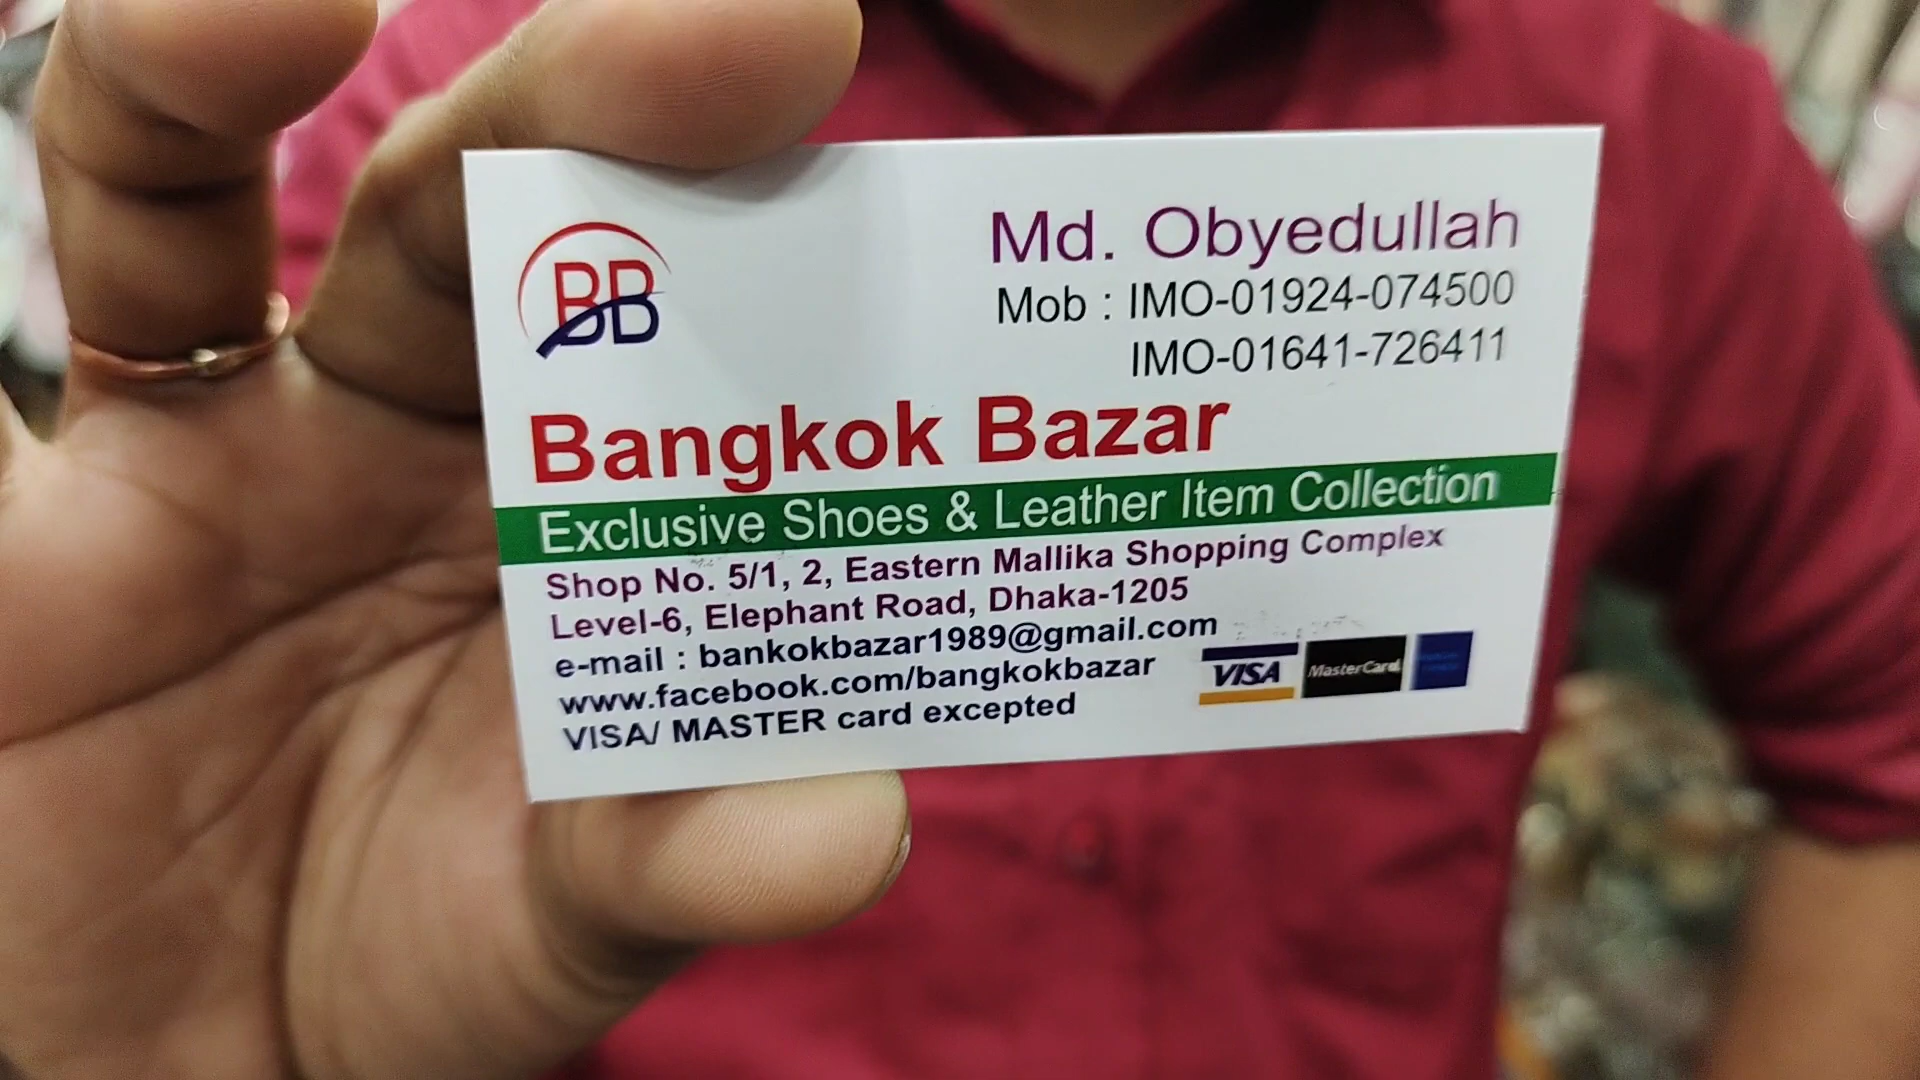 BB
Md. Obyedullah
Mob : IMO-01924-074500
IMO-01641-726411
Bangkok Bazar
Exclusive Shoes & Leather Item Collection
Shop No. 5/1, 2, Eastern Mallika Shopping Complex
Level-6, Elephant Road, Dhaka-1205
e-mail : bankokbazar1989@gmail.com
www.facebook.com/bangkokbazar
VISA/ MASTER card excepted
VISA MasterCard